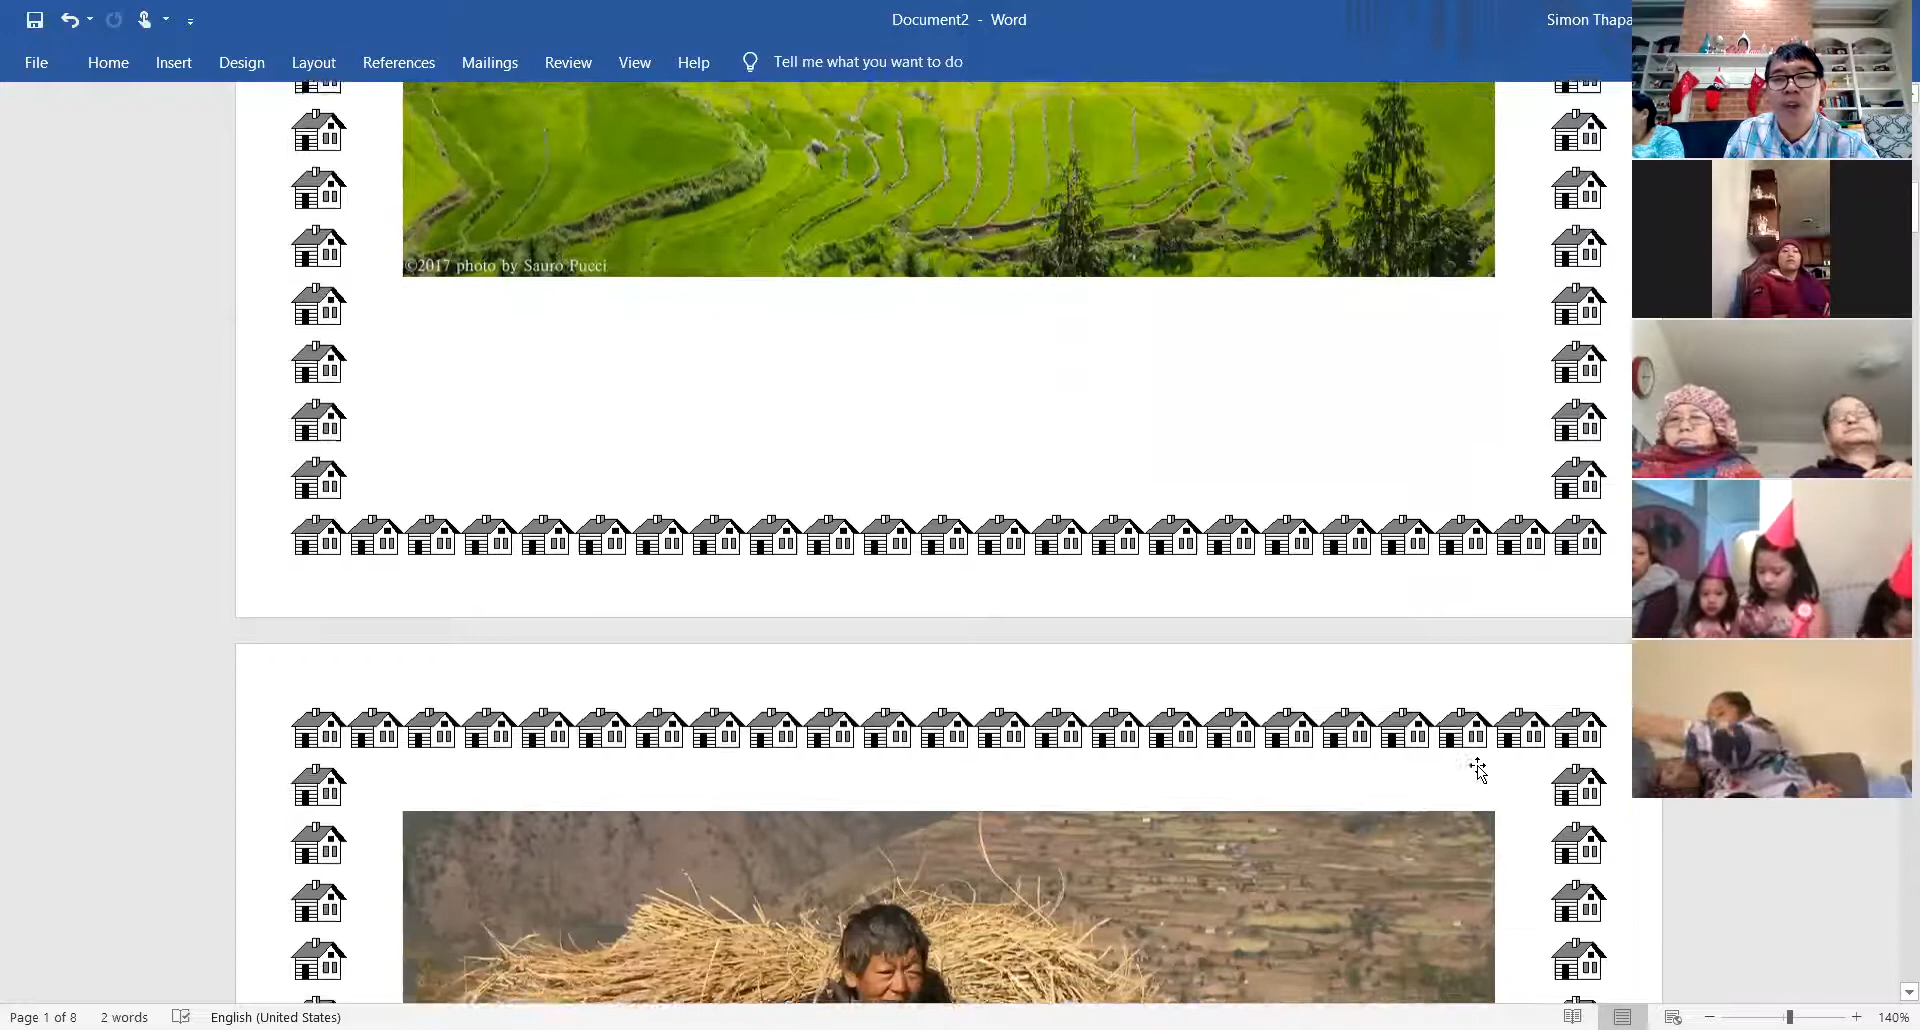 Document2 - Word
Simon Thapa
File Home Insert Design Layout References Mailings Review View Help Tell me what you want to do
©2017 photo by Sauro Pucci
Page 1 of 8 2 words English (United States) 140%